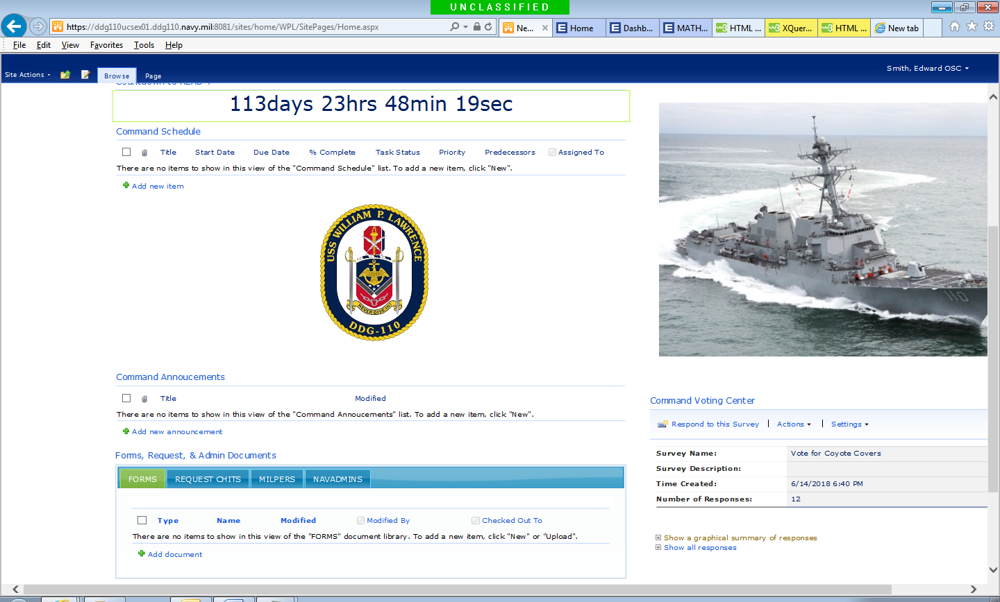 UNCLASSIFIED
https://ddg110ucsex01.ddg110.navy.mil:8081/sites/home/WPL/SitePages/Home.aspx
Ne...
Home
Dashb...
MATH...
HTML ...
XQuer...
HTML ...
New tab
File Edit View Favorites Tools Help
Site Actions
Browse
Page
Smith, Edward OSC
113days 23hrs 48min 19sec
Command Schedule
Title Start Date Due Date % Complete Task Status Priority Predecessors Assigned To
There are no items to show in this view of the "Command Schedule" list. To add a new item, click "New".
Add new item
USS WILLIAM P. LAWRENCE
NEVER GIVE IN
DDG-110
110
Command Annoucements
Title Modified
There are no items to show in this view of the "Command Annoucements" list. To add a new item, click "New".
Add new announcement
Forms, Request, & Admin Documents
FORMS REQUEST CHITS MILPERS NAVADMINS
Type Name Modified Modified By Checked Out To
There are no items to show in this view of the "FORMS" document library. To add a new item, click "New" or "Upload".
Add document
Command Voting Center
Respond to this Survey | Actions | Settings
Survey Name: Vote for Coyote Covers
Survey Description:
Time Created: 6/14/2018 6:40 PM
Number of Responses: 12
Show a graphical summary of responses
Show all responses